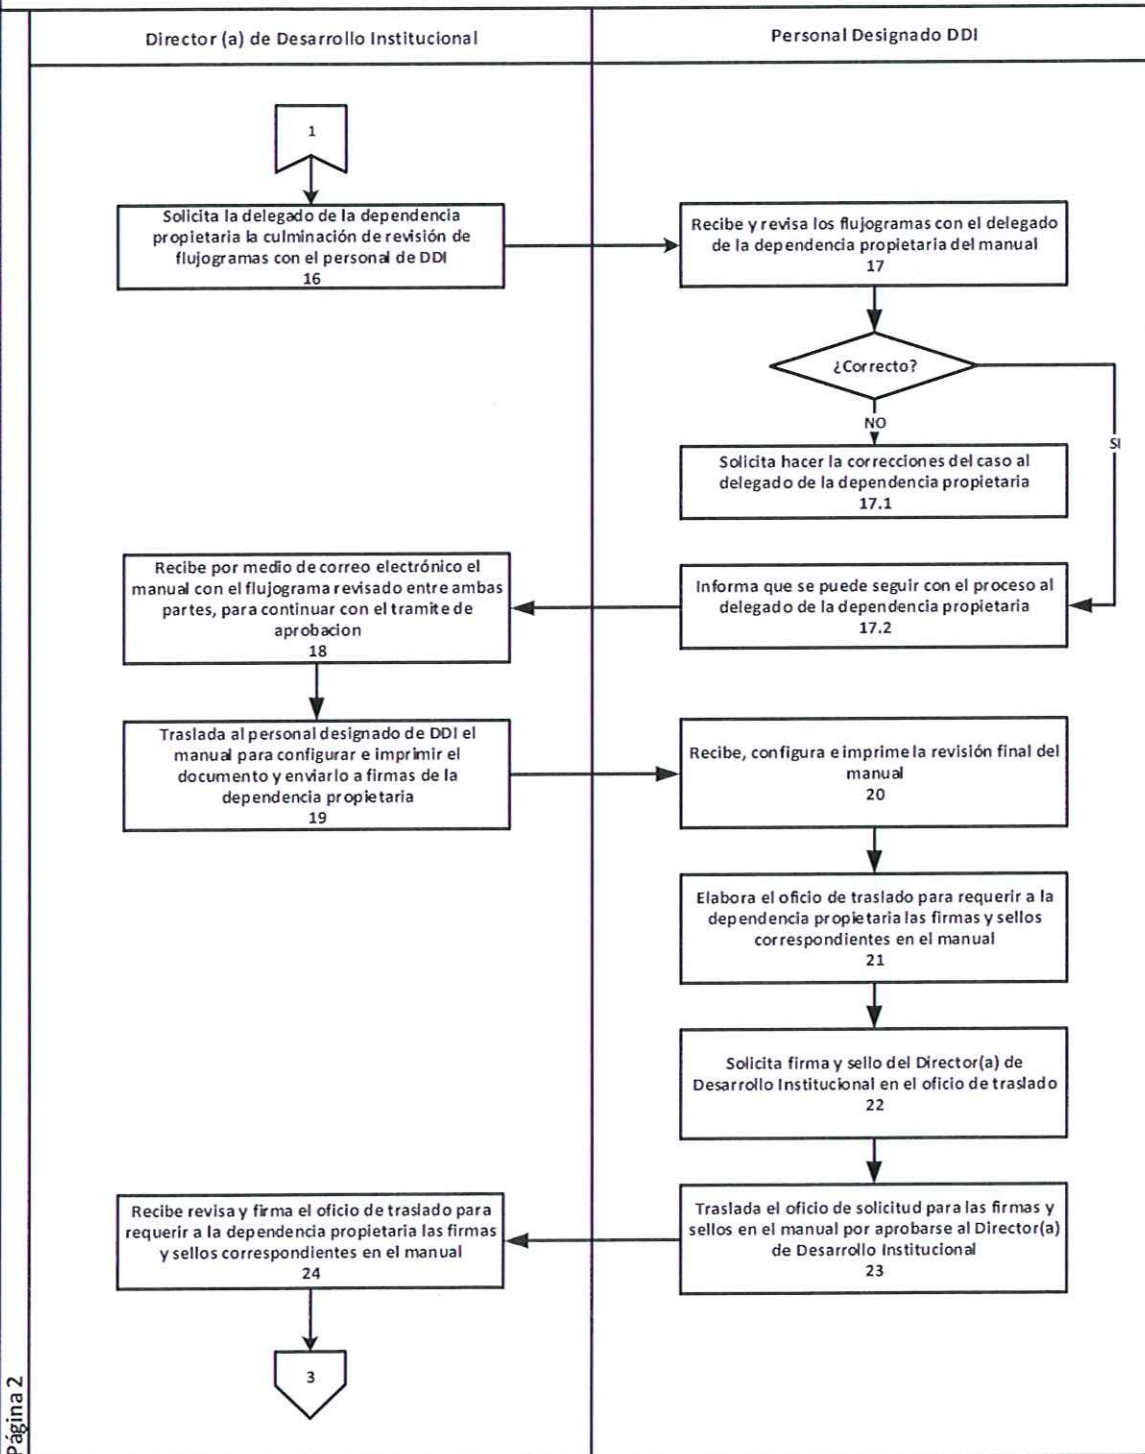 Director (a) de Desarrollo Institucional
Personal Designado DDI
1
Solicita la delegado de la dependencia
propietaria la culminación de revisión de
flujogramas con el personal de DDI
16
Recibe y revisa los flujogramas con el delegado
de la dependencia propietaria del manual
17
¿Correcto?
NO
SI
Solicita hacer la correcciones del caso al
delegado de la dependencia propietaria
17.1
Informa que se puede seguir con el proceso al
delegado de la dependencia propietaria
17.2
Recibe por medio de correo electrónico el
manual con el flujograma revisado entre ambas
partes, para continuar con el tramite de
aprobacion
18
Traslada al personal designado de DDI el
manual para configurar e imprimir el
documento y enviarlo a firmas de la
dependencia propietaria
19
Recibe, configura e imprime la revisión final del
manual
20
Elabora el oficio de traslado para requerir a la
dependencia propietaria las firmas y sellos
correspondientes en el manual
21
Solicita firma y sello del Director(a) de
Desarrollo Institucional en el oficio de traslado
22
Traslada el oficio de solicitud para las firmas y
sellos en el manual por aprobarse al Director(a)
de Desarrollo Institucional
23
Recibe revisa y firma el oficio de traslado para
requerir a la dependencia propietaria las firmas
y sellos correspondientes en el manual
24
3
Página 2